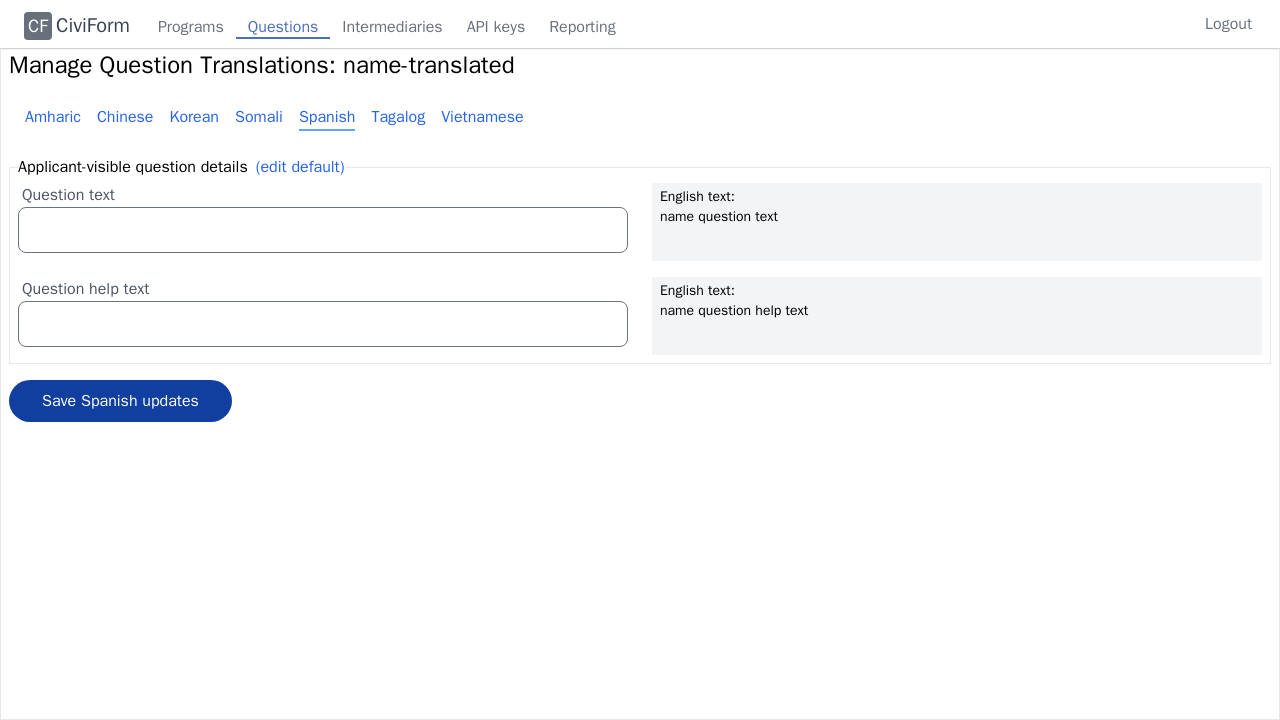 CF CiviForm Programs Questions Intermediaries API keys Reporting Logout
Manage Question Translations: name-translated
Amharic Chinese Korean Somali Spanish Tagalog Vietnamese
Applicant-visible question details (edit default)
Question text
English text:
name question text
Question help text
English text:
name question help text
Save Spanish updates